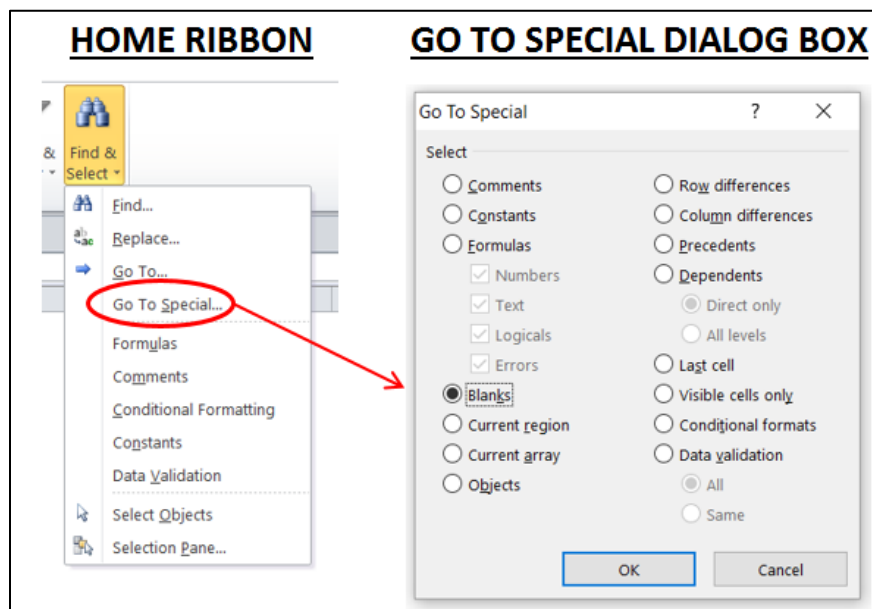 HOME RIBBON
& Find &
Select
Find...
Replace...
Go To...
Go To Special...
Formulas
Comments
Conditional Formatting
Constants
Data Validation
Select Objects
Selection Pane...
GO TO SPECIAL DIALOG BOX
Go To Special ?
Select
Comments
Constants
Formulas
Numbers
Text
Logicals
Errors
Blanks
Current region
Current array
Objects
Row differences
Column differences
Precedents
Dependents
Direct only
All levels
Last cell
Visible cells only
Conditional formats
Data validation
All
Same
OK Cancel